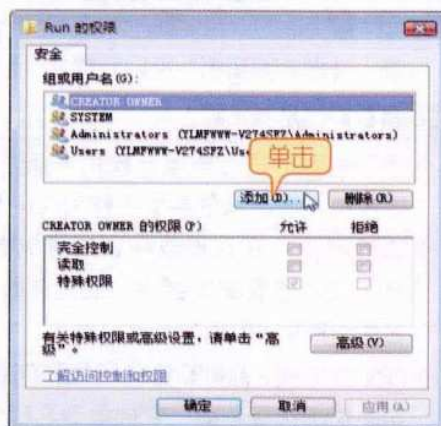 Run 的权限
安全
组或用户名(G):
CREATOR OWNER
SYSTEM
Administrators (YLMFWWW-V274SFZ\Administrators)
Users (YLMFWWW-V274SFZ\Us
单击
添加(D)... 删除(R)
CREATOR OWNER 的权限(P) 允许 拒绝
完全控制
读取
特殊权限
有关特殊权限或高级设置，请单击“高
级”。 高级(V)
了解访问控制和权限
确定 取消 应用(A)